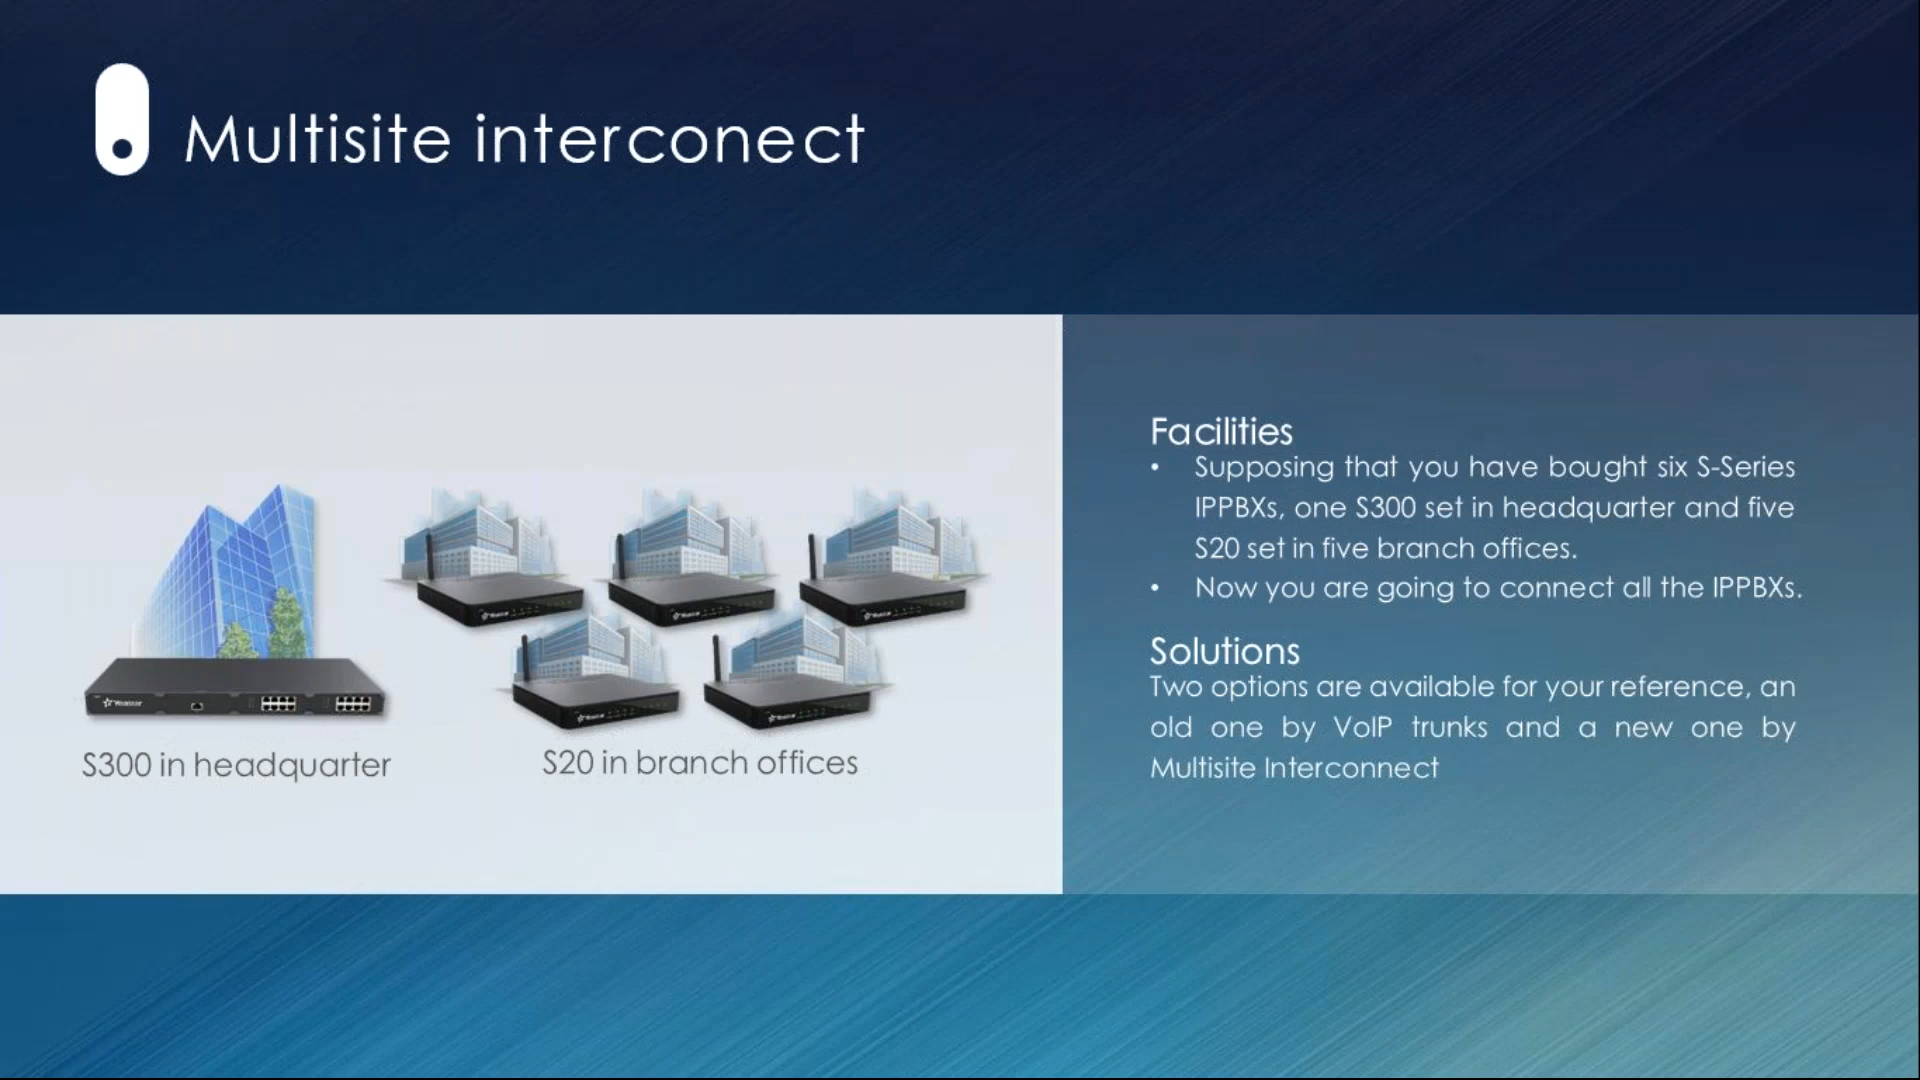 Multisite interconect
Facilities
• Supposing that you have bought six S-Series
IPPBXs, one S300 set in headquarter and five
S20 set in five branch offices.
• Now you are going to connect all the IPPBXs.
Solutions
Two options are available for your reference, an
old one by VoIP trunks and a new one by
Multisite Interconnect
Yeastar
S300 in headquarter
S20 in branch offices